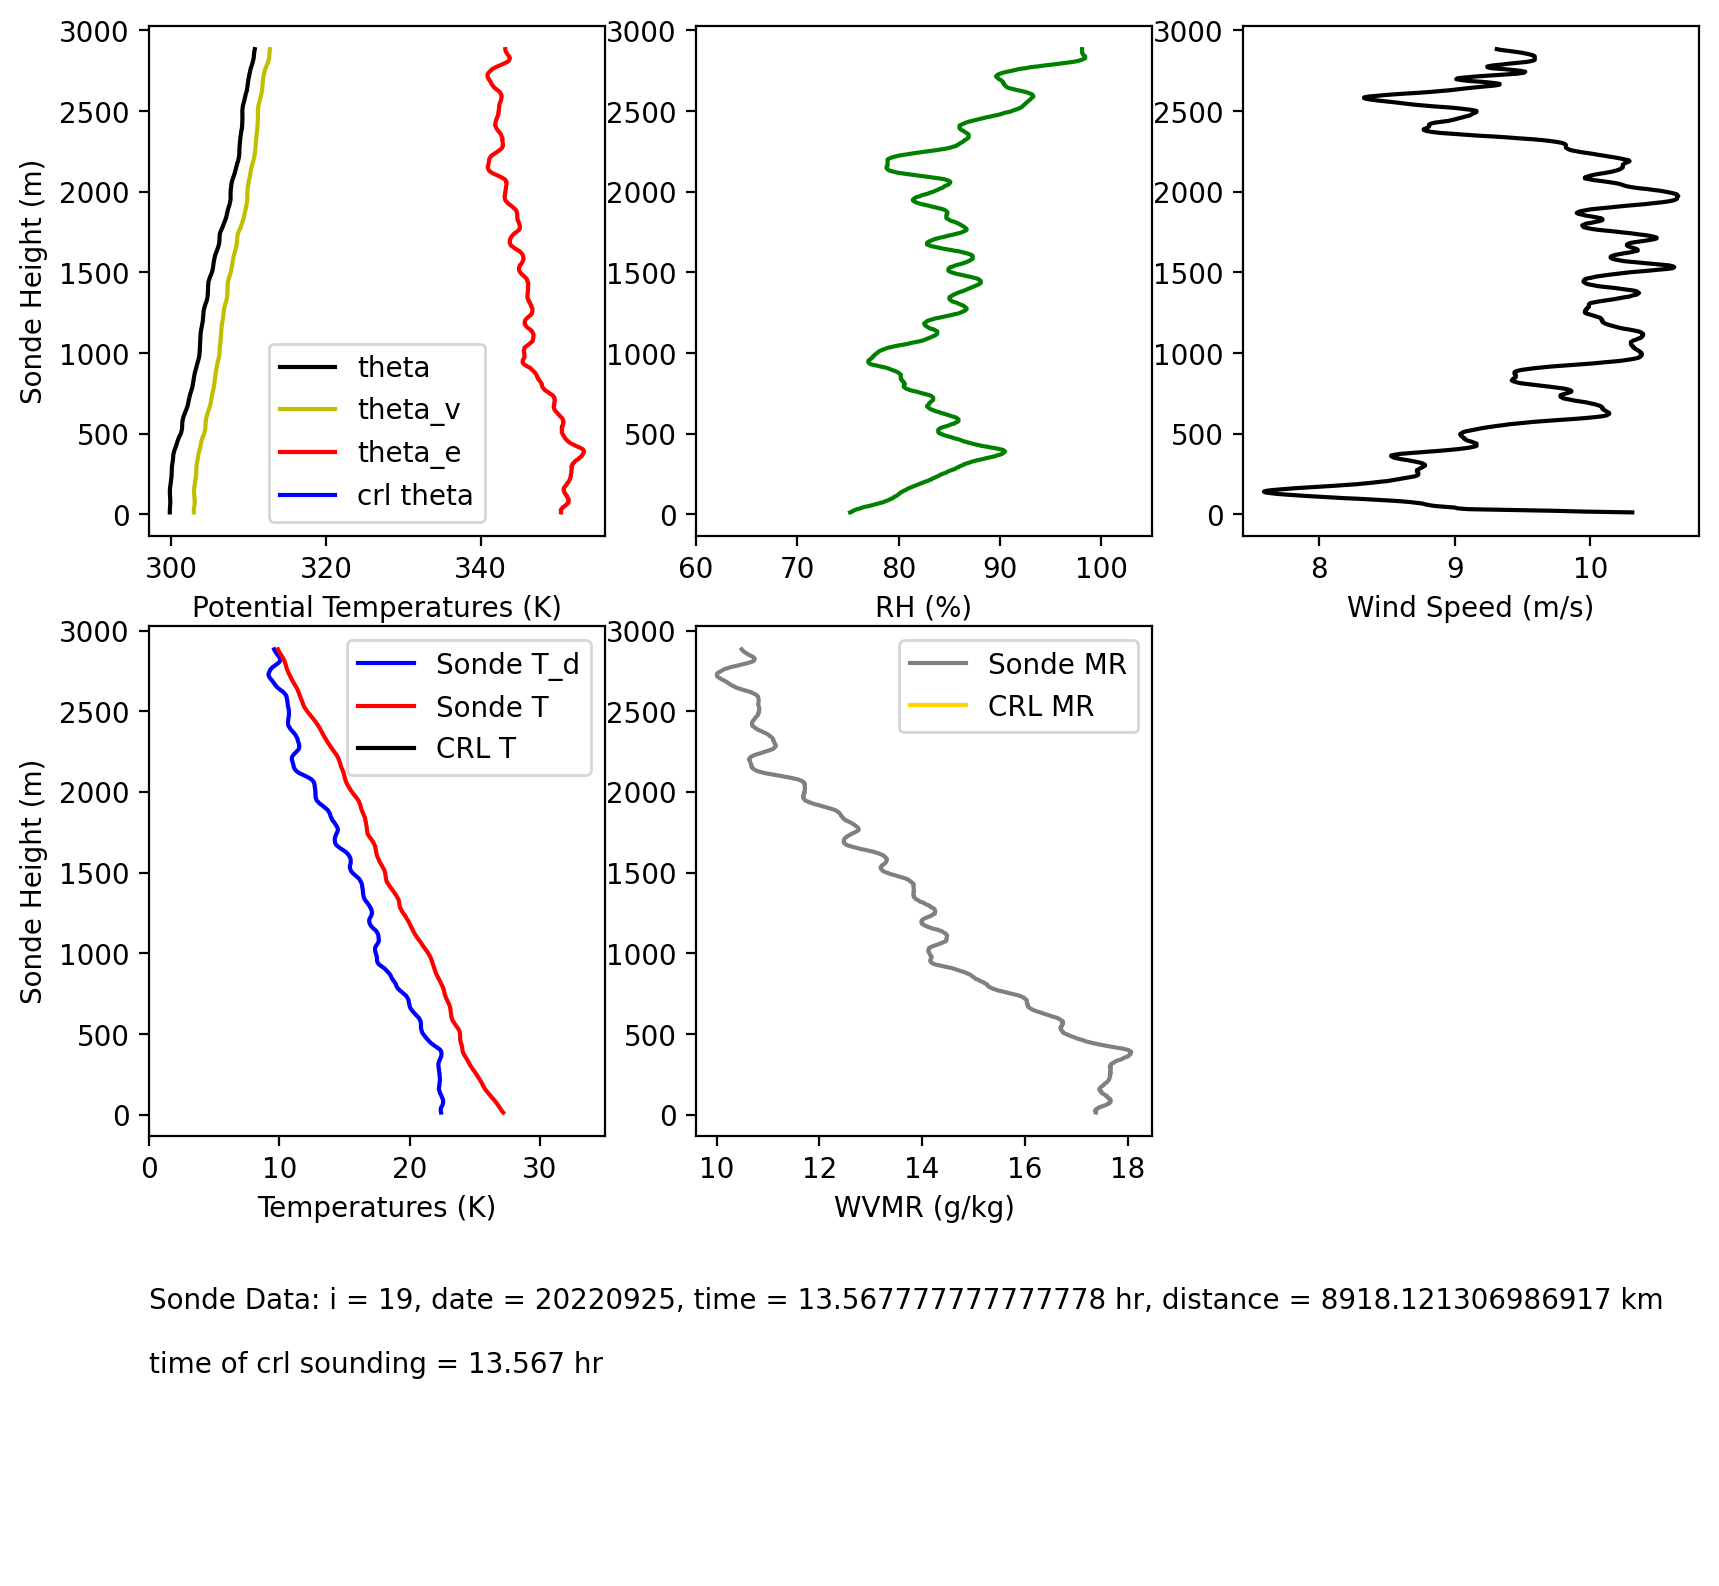 3000
2500
2000
1500
1000
500
0
Sonde Height (m)
theta
theta_v
theta_e
crl theta
300 320 340
Potential Temperatures (K)
3000
2500
2000
1500
1000
500
0
60 70 80 90 100
RH (%)
3000
2500
2000
1500
1000
500
0
8 9 10
Wind Speed (m/s)
3000
2500
2000
1500
1000
500
0
Sonde Height (m)
Sonde T_d
Sonde T
CRL T
0 10 20 30
Temperatures (K)
3000
2500
2000
1500
1000
500
0
Sonde MR
CRL MR
10 12 14 16 18
WVMR (g/kg)
Sonde Data: i = 19, date = 20220925, time = 13.567777777777778 hr, distance = 8918.121306986917 km
time of crl sounding = 13.567 hr